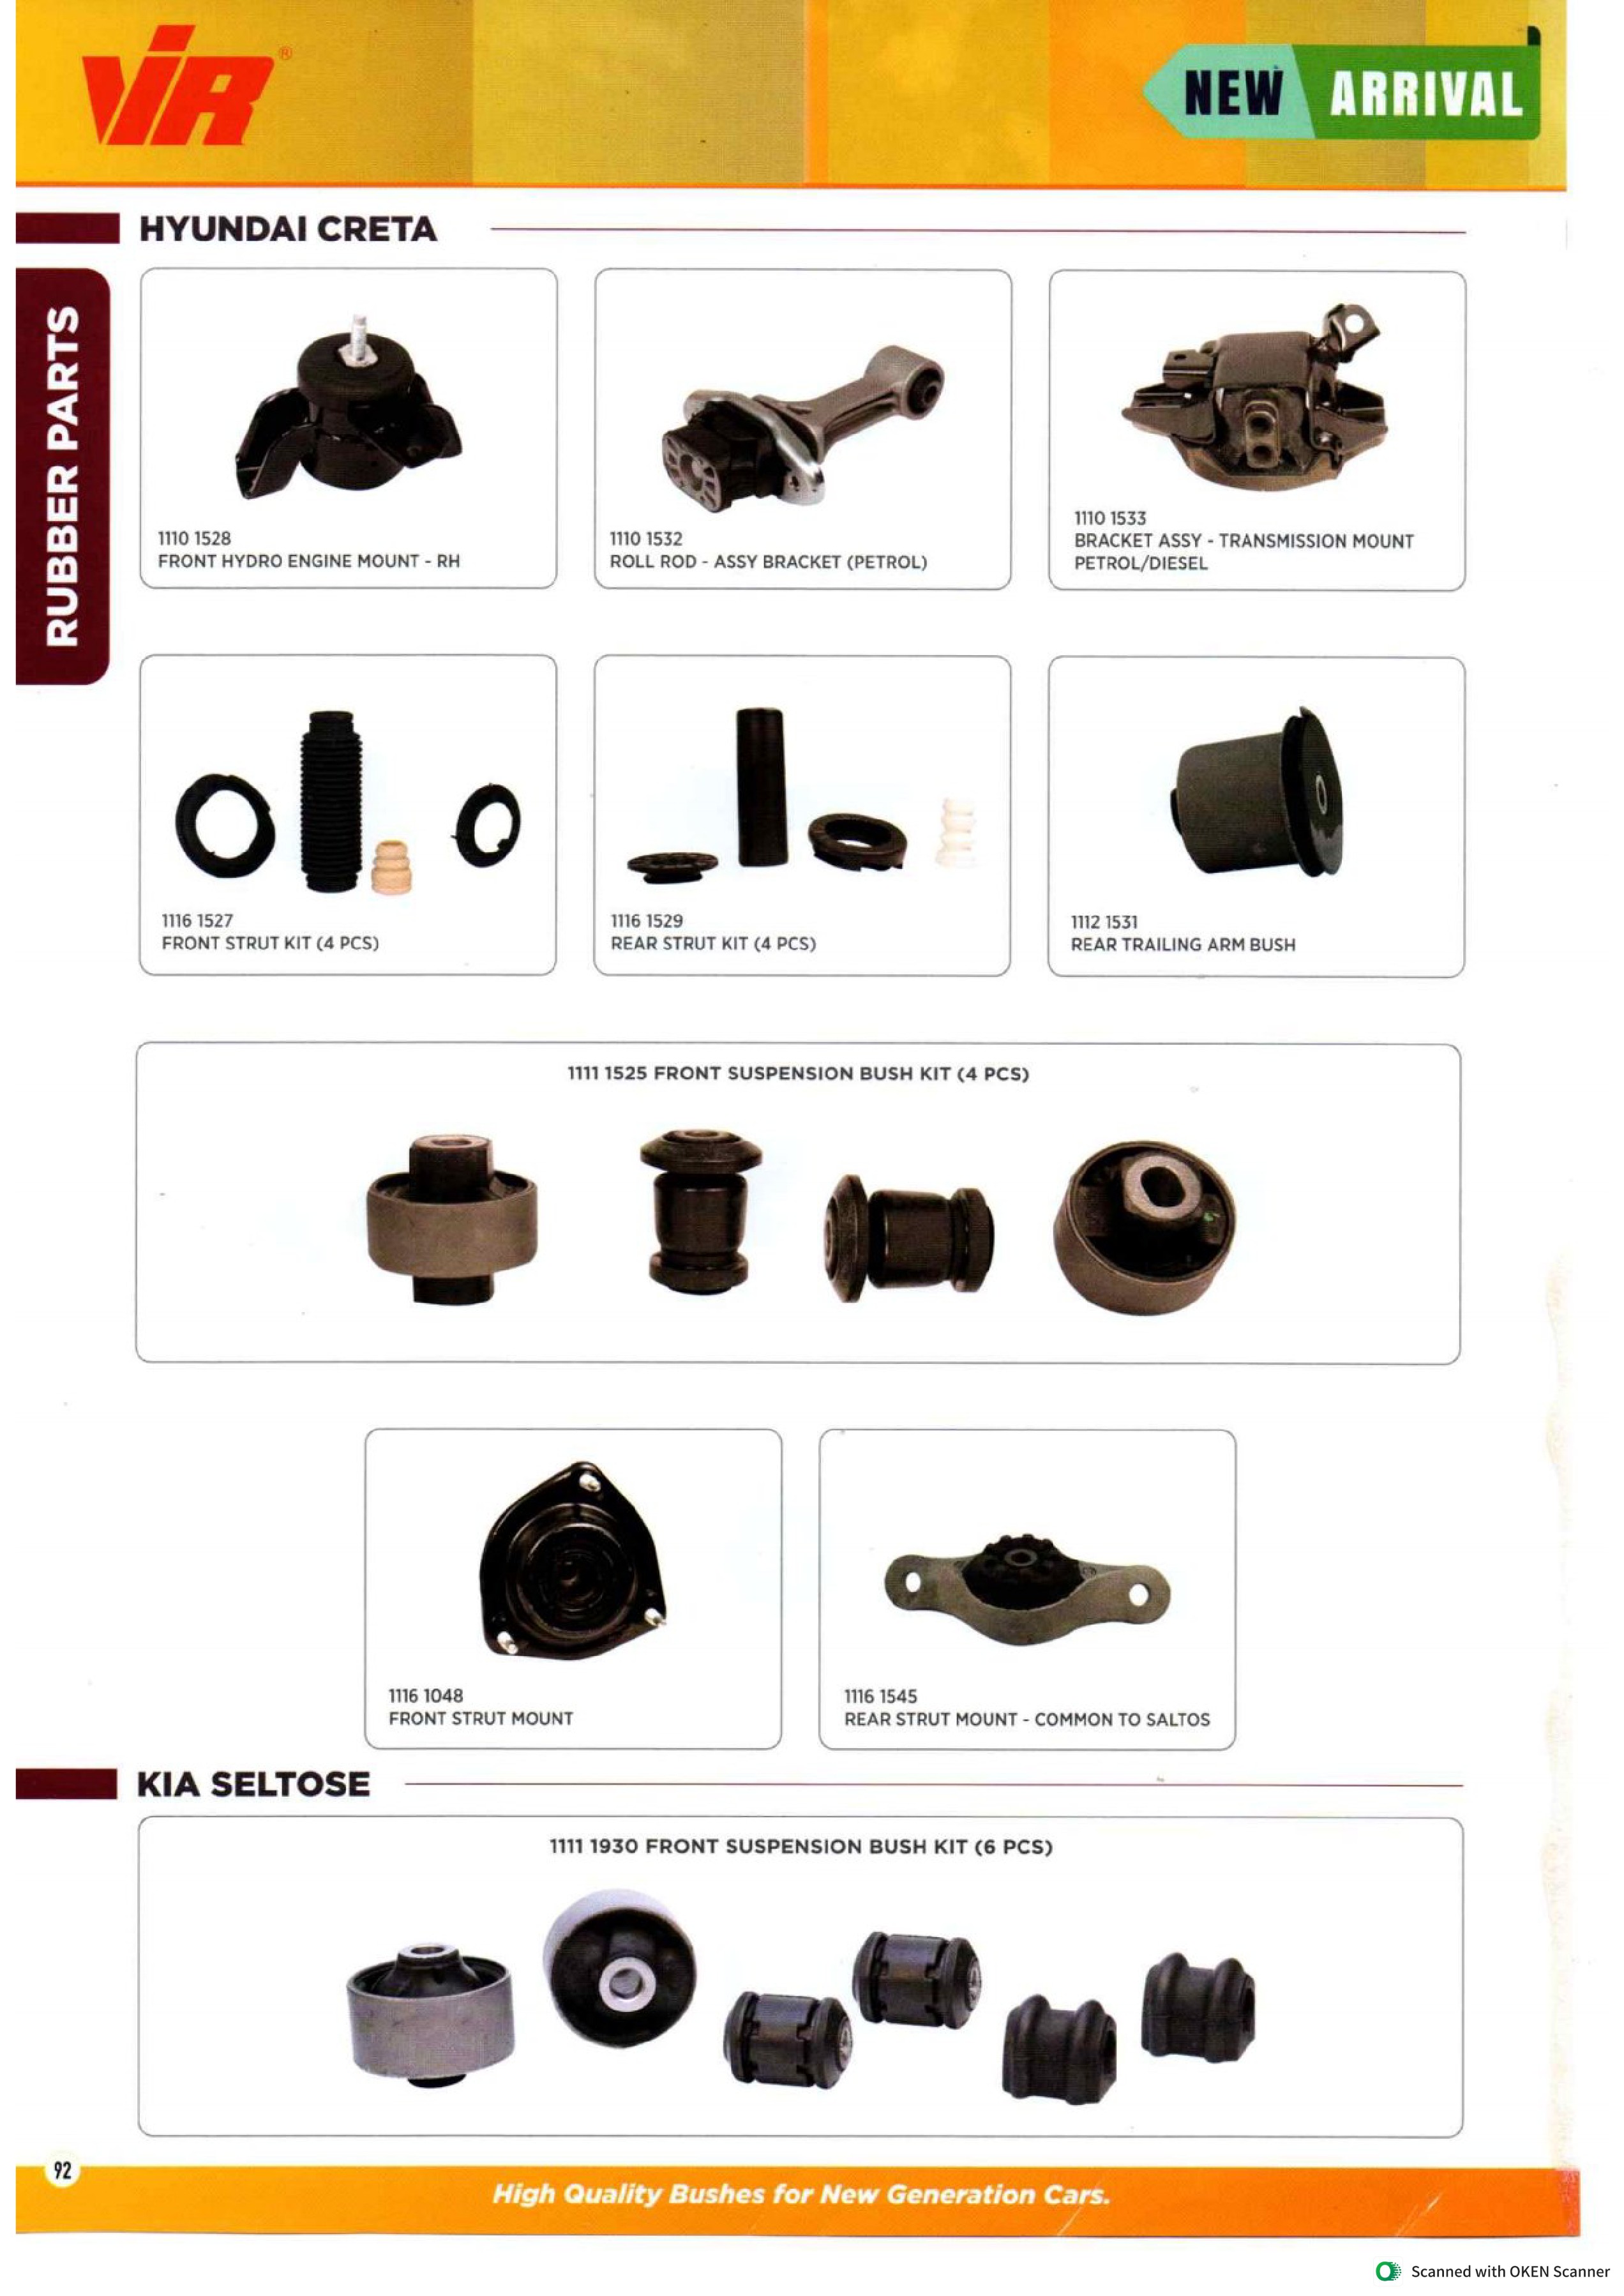 ViR®
NEW ARRIVAL
HYUNDAI CRETA
RUBBER PARTS
1110 1528
FRONT HYDRO ENGINE MOUNT - RH
1110 1532
ROLL ROD - ASSY BRACKET (PETROL)
1110 1533
BRACKET ASSY - TRANSMISSION MOUNT
PETROL/DIESEL
1116 1527
FRONT STRUT KIT (4 PCS)
1116 1529
REAR STRUT KIT (4 PCS)
1112 1531
REAR TRAILING ARM BUSH
1111 1525 FRONT SUSPENSION BUSH KIT (4 PCS)
1116 1048
FRONT STRUT MOUNT
1116 1545
REAR STRUT MOUNT - COMMON TO SALTOS
KIA SELTOSE
1111 1930 FRONT SUSPENSION BUSH KIT (6 PCS)
92
High Quality Bushes for New Generation Cars.
Scanned with OKEN Scanner